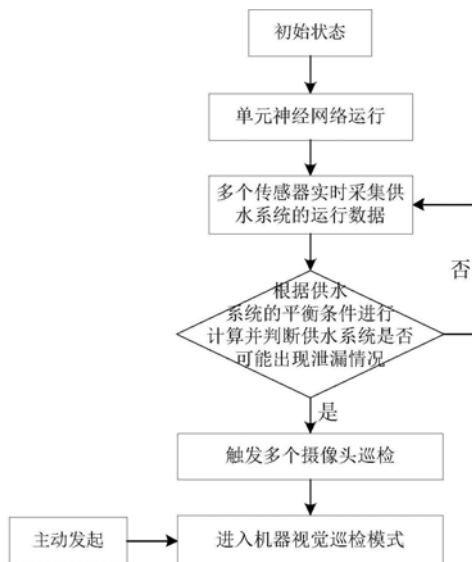 初始状态
单元神经网络运行
多个传感器实时采集供
水系统的运行数据
否
根据供水
系统的平衡条件进行
计算并判断供水系统是否
可能出现泄漏情况
是
触发多个摄像头巡检
主动发起
进入机器视觉巡检模式